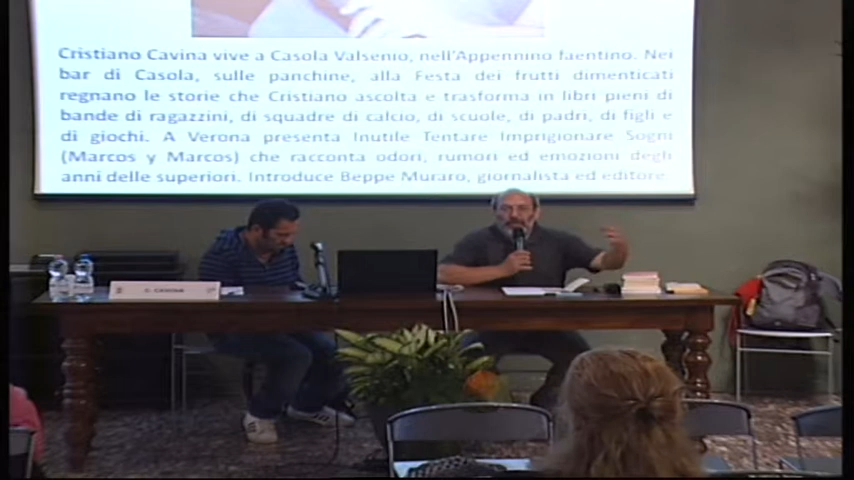 Cristiano Cavina vive a Casola Valsenio, nell'Appennino faentino. Nei
bar di Casola, sulle panchine, alla Festa dei frutti dimenticati
regnano le storie che Cristiano ascolta e trasforma in libri pieni di
bande di ragazzini, di squadre di calcio, di scuole, di padri, di figli e
di giochi. A Verona presenta Inutile Tentare Imprigionare Sogni
(Marcos y Marcos) che racconta odori, rumori ed emozioni degli
anni delle superiori. Introduce Beppe Muraro, giornalista ed editore.
C. CAVINA